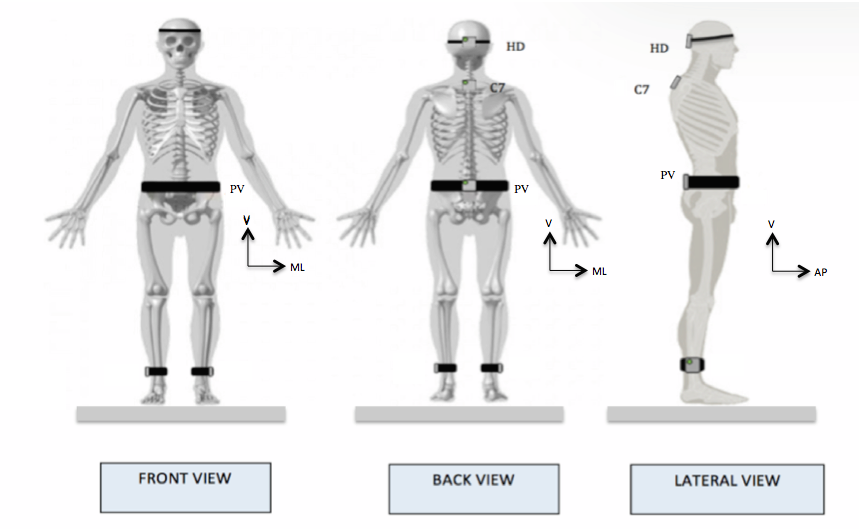 HD
HD
C7
C7
PV
PV
PV
V
V
V
ML
ML
AP
FRONT VIEW
BACK VIEW
LATERAL VIEW